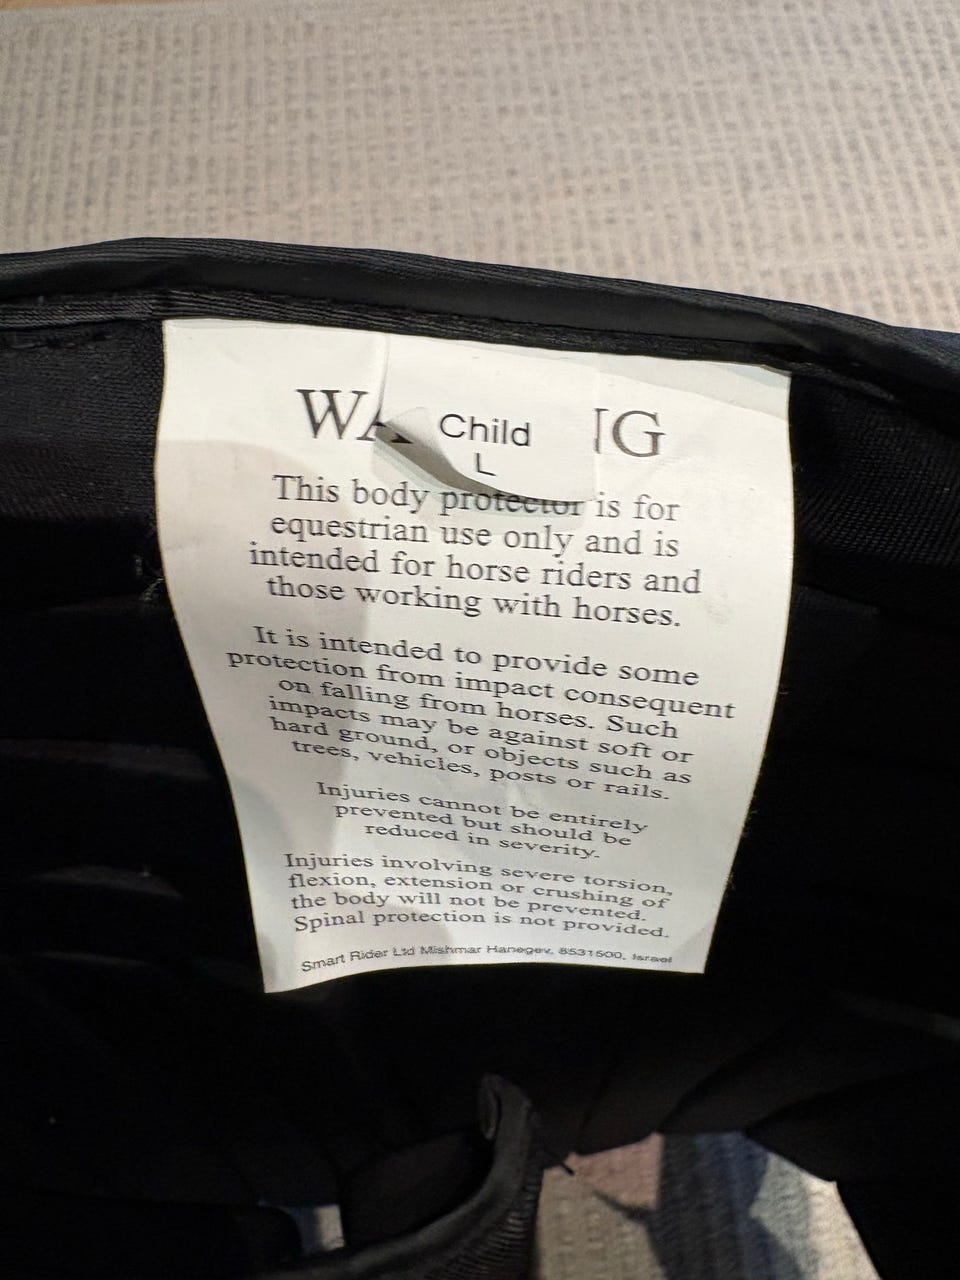 Child
L
WA IG
This body protector is for
equestrian use only and is
intended for horse riders and
those working with horses.
It is intended to provide some
protection from impact consequent
on falling from horses. Such
impacts may be against soft or
hard ground, or objects such as
trees, vehicles, posts or rails.
Injuries cannot be entirely
prevented but should be
reduced in severity.
Injuries involving severe torsion,
flexion, extension or crushing of
the body will not be prevented.
Spinal protection is not provided.
Smart Rider Ltd Mishmar Hanegev, 8531500, Israel